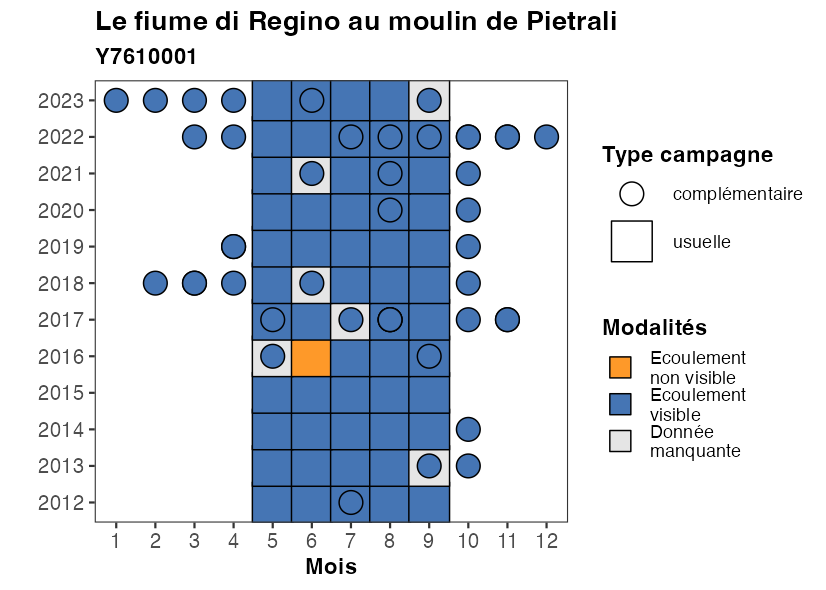 Le fiume di Regino au moulin de Pietrali
Y7610001
2023
2022
2021
2020
2019
2018
2017
2016
2015
2014
2013
2012
1 2 3 4 5 6 7 8 9 10 11 12
Mois
Type campagne
complémentaire
usuelle
Modalités
Ecoulement
non visible
Ecoulement
visible
Donnée
manquante